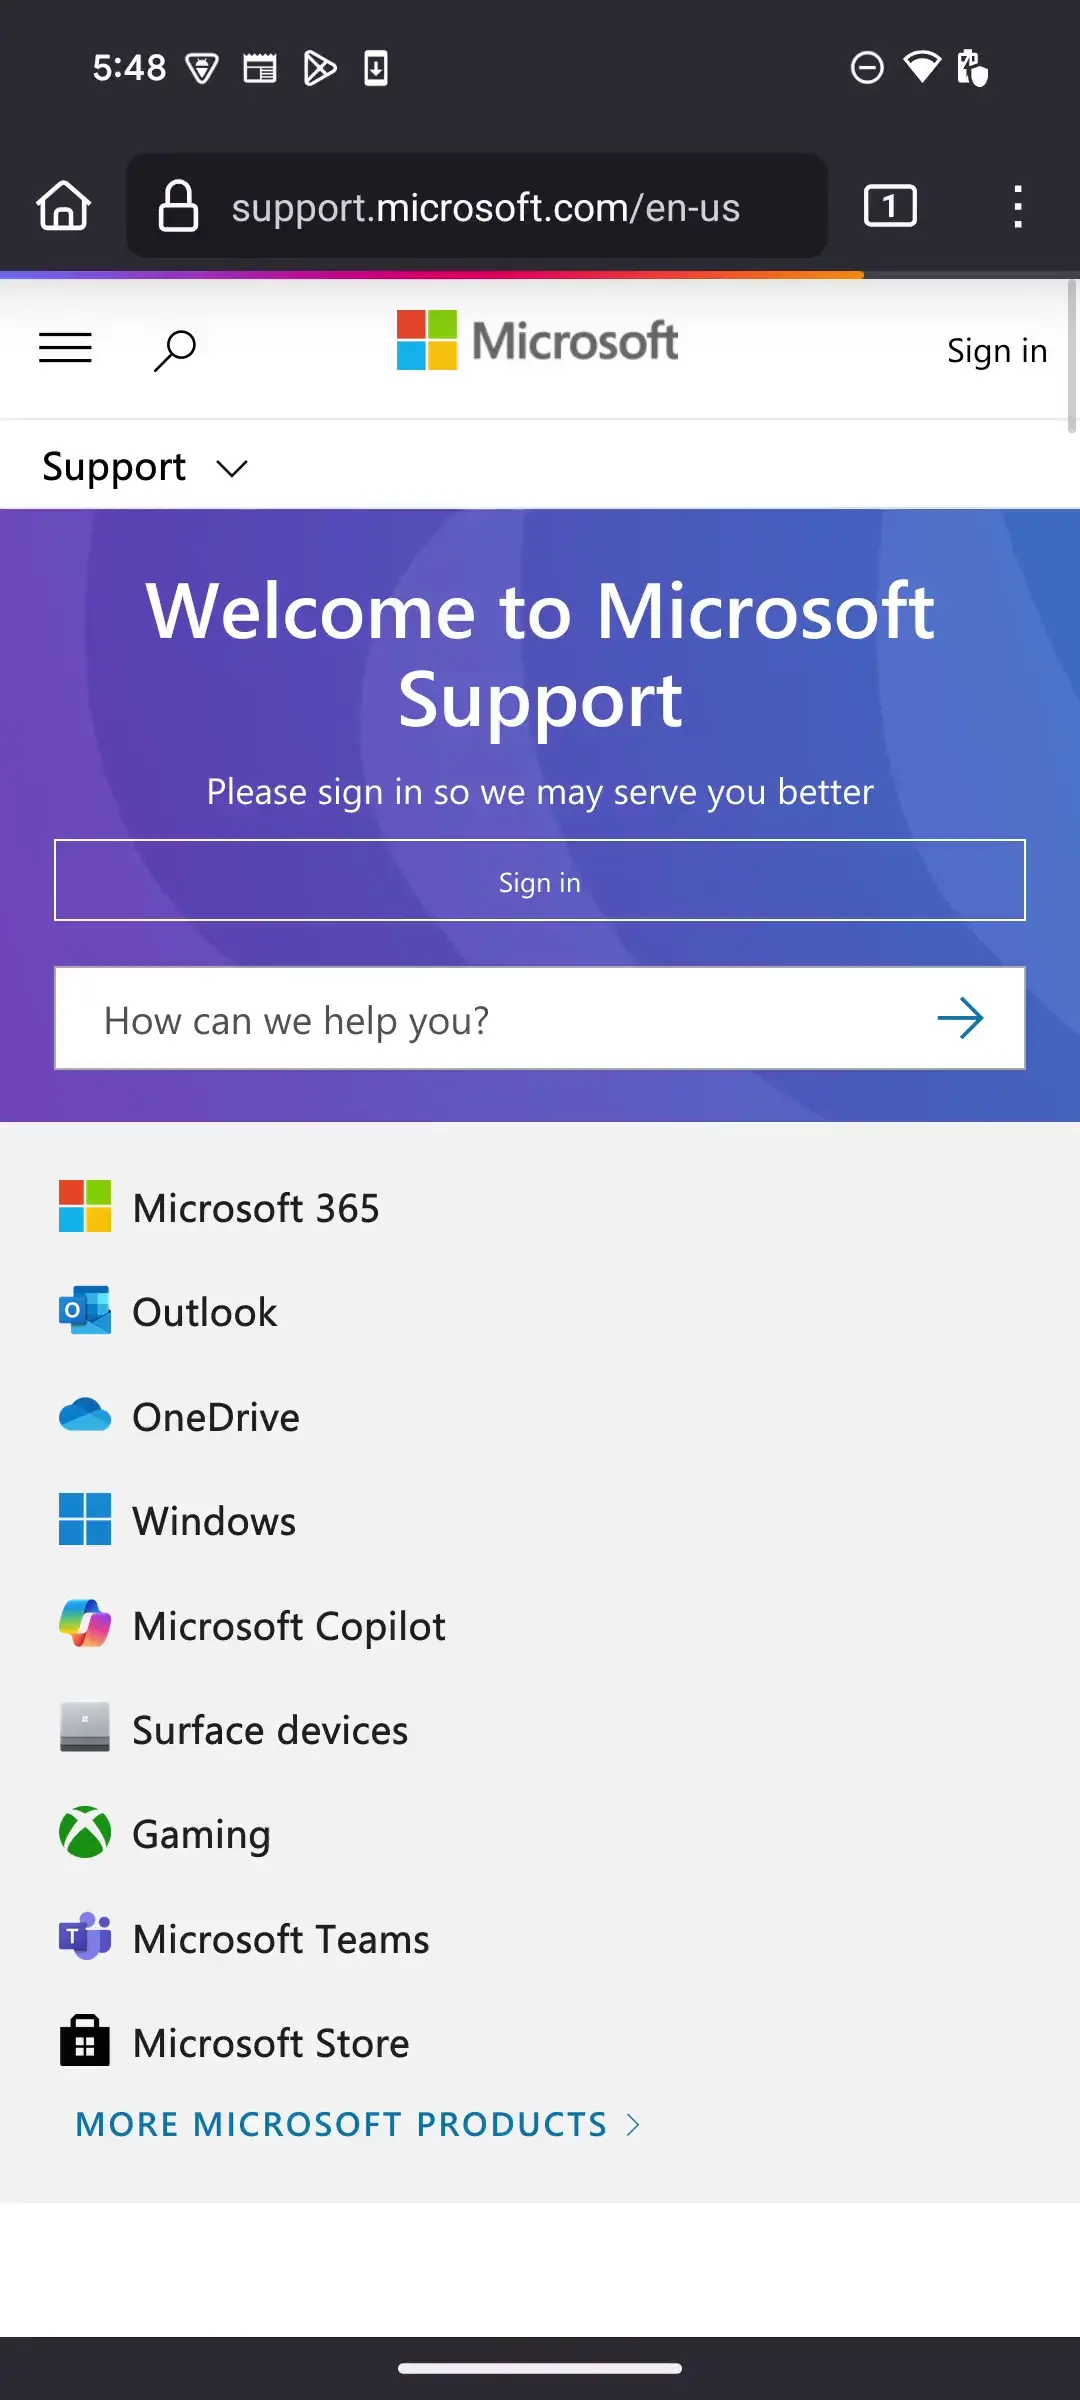 5:48
support.microsoft.com/en-us
1
Microsoft
Sign in
Support
Welcome to Microsoft
Support
Please sign in so we may serve you better
Sign in
How can we help you?
Microsoft 365
Outlook
OneDrive
Windows
Microsoft Copilot
Surface devices
Gaming
Microsoft Teams
Microsoft Store
MORE MICROSOFT PRODUCTS